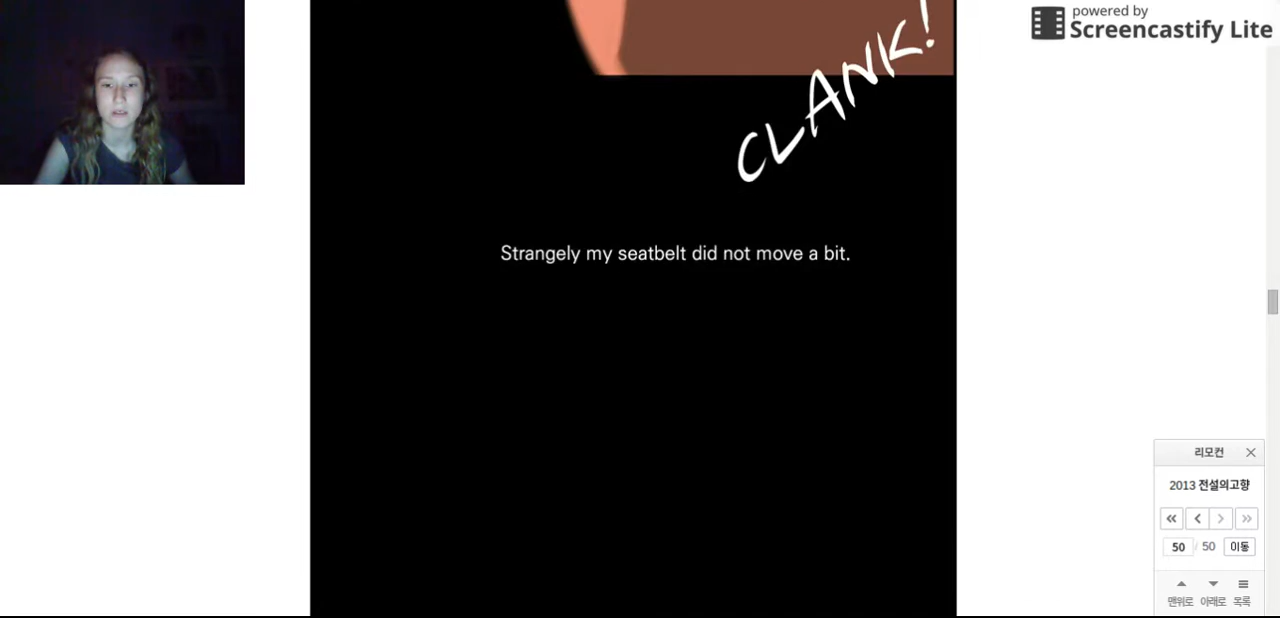 powered by
Screencastify Lite
CLANK!
Strangely my seatbelt did not move a bit.
리모컨
2013 전설의고향
50 / 50 이동
맨위로 아래로 목록